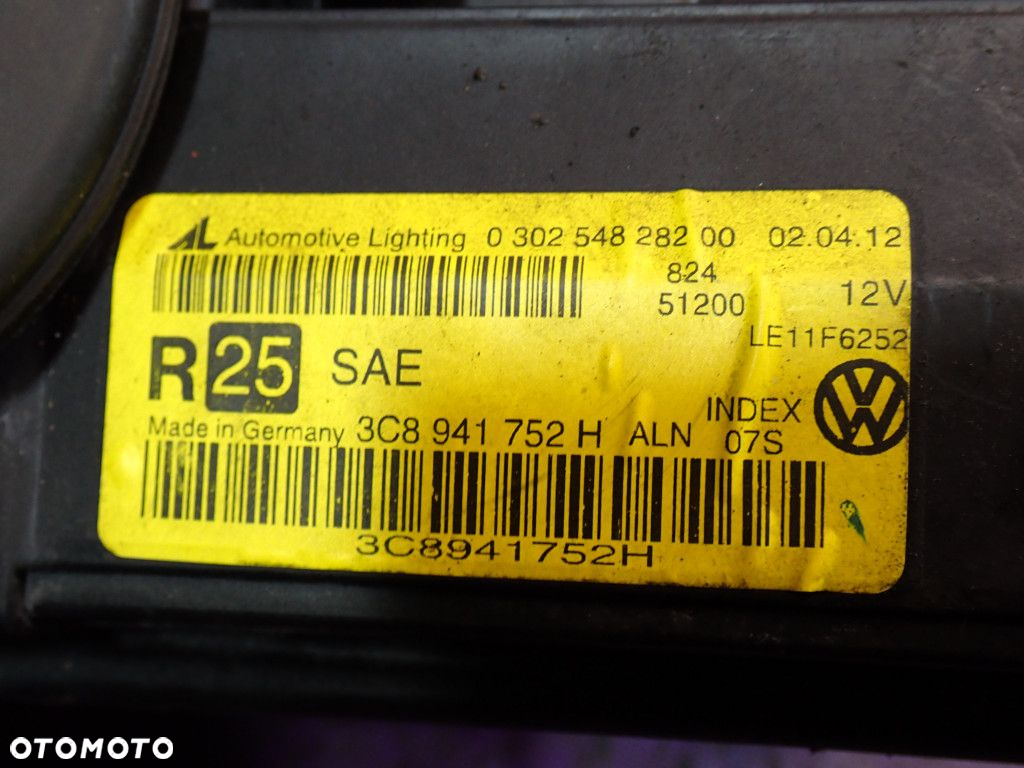 AL Automotive Lighting 0 302 548 282 00 02.04.12
824
51200 12V
LE11F6252
R 25 SAE
INDEX
Made in Germany 3C8 941 752 H ALN 07S
3C8941752H
OTOMOTO